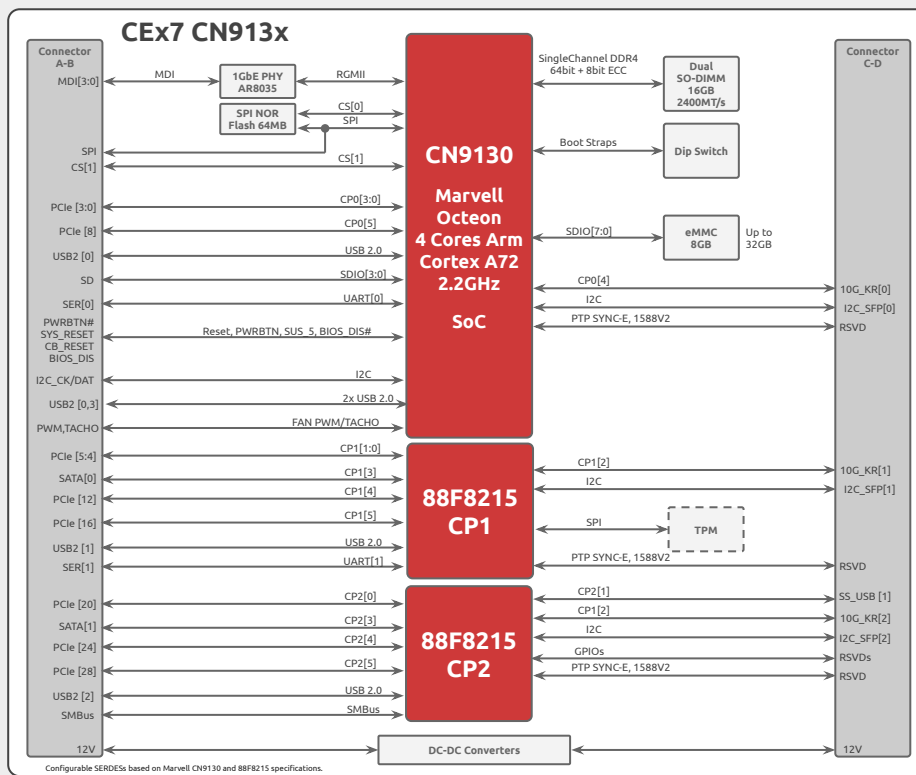 CEx7 CN913x
Connector
A-B
MDI[3:0]
MDI
1GbE PHY
AR8035
RGMII
SPI NOR
Flash 64MB
CS[0]
SPI
SPI
CS[1]
CS[1]
PCIe [3:0]
CP0[3:0]
PCIe [8]
CP0[5]
USB2 [0]
USB 2.0
SD
SDIO[3:0]
SER[0]
UART[0]
PWRBTN#
SYS_RESET
CB_RESET
BIOS_DIS
Reset, PWRBTN, SUS_5, BIOS_DIS#
I2C_CK/DAT
I2C
USB2 [0,3]
2x USB 2.0
PWM,TACHO
FAN PWM/TACHO
PCIe [5:4]
CP1[1:0]
SATA[0]
CP1[3]
PCIe [12]
CP1[4]
PCIe [16]
CP1[5]
USB2 [1]
USB 2.0
SER[1]
UART[1]
PCIe [20]
CP2[0]
SATA[1]
CP2[3]
PCIe [24]
CP2[4]
PCIe [28]
CP2[5]
USB2 [2]
USB 2.0
SMBus
SMBus
12V
CN9130
Marvell
Octeon
4 Cores Arm
Cortex A72
2.2GHz
SoC
88F8215
CP1
88F8215
CP2
DC-DC Converters
SingleChannel DDR4
64bit + 8bit ECC
Dual
SO-DIMM
16GB
2400MT/s
Boot Straps
Dip Switch
SDIO[7:0]
eMMC
8GB
Up to
32GB
Connector
C-D
CP0[4]
10G_KR[0]
I2C
I2C_SFP[0]
PTP SYNC-E, 1588V2
RSVD
CP1[2]
10G_KR[1]
I2C
I2C_SFP[1]
SPI
TPM
PTP SYNC-E, 1588V2
RSVD
CP2[1]
SS_USB [1]
CP1[2]
10G_KR[2]
I2C
I2C_SFP[2]
GPIOs
RSVDs
PTP SYNC-E, 1588V2
RSVD
12V
Configurable SERDESs based on Marvell CN9130 and 88F8215 specifications.